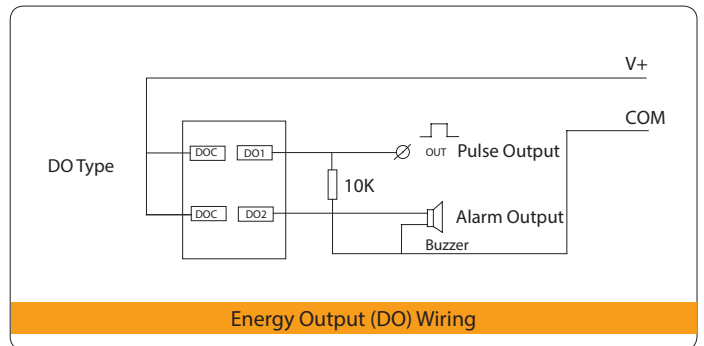 V+
COM
DO Type
DOC DO1
OUT Pulse Output
10K
DOC DO2
Alarm Output
Buzzer
Energy Output (DO) Wiring